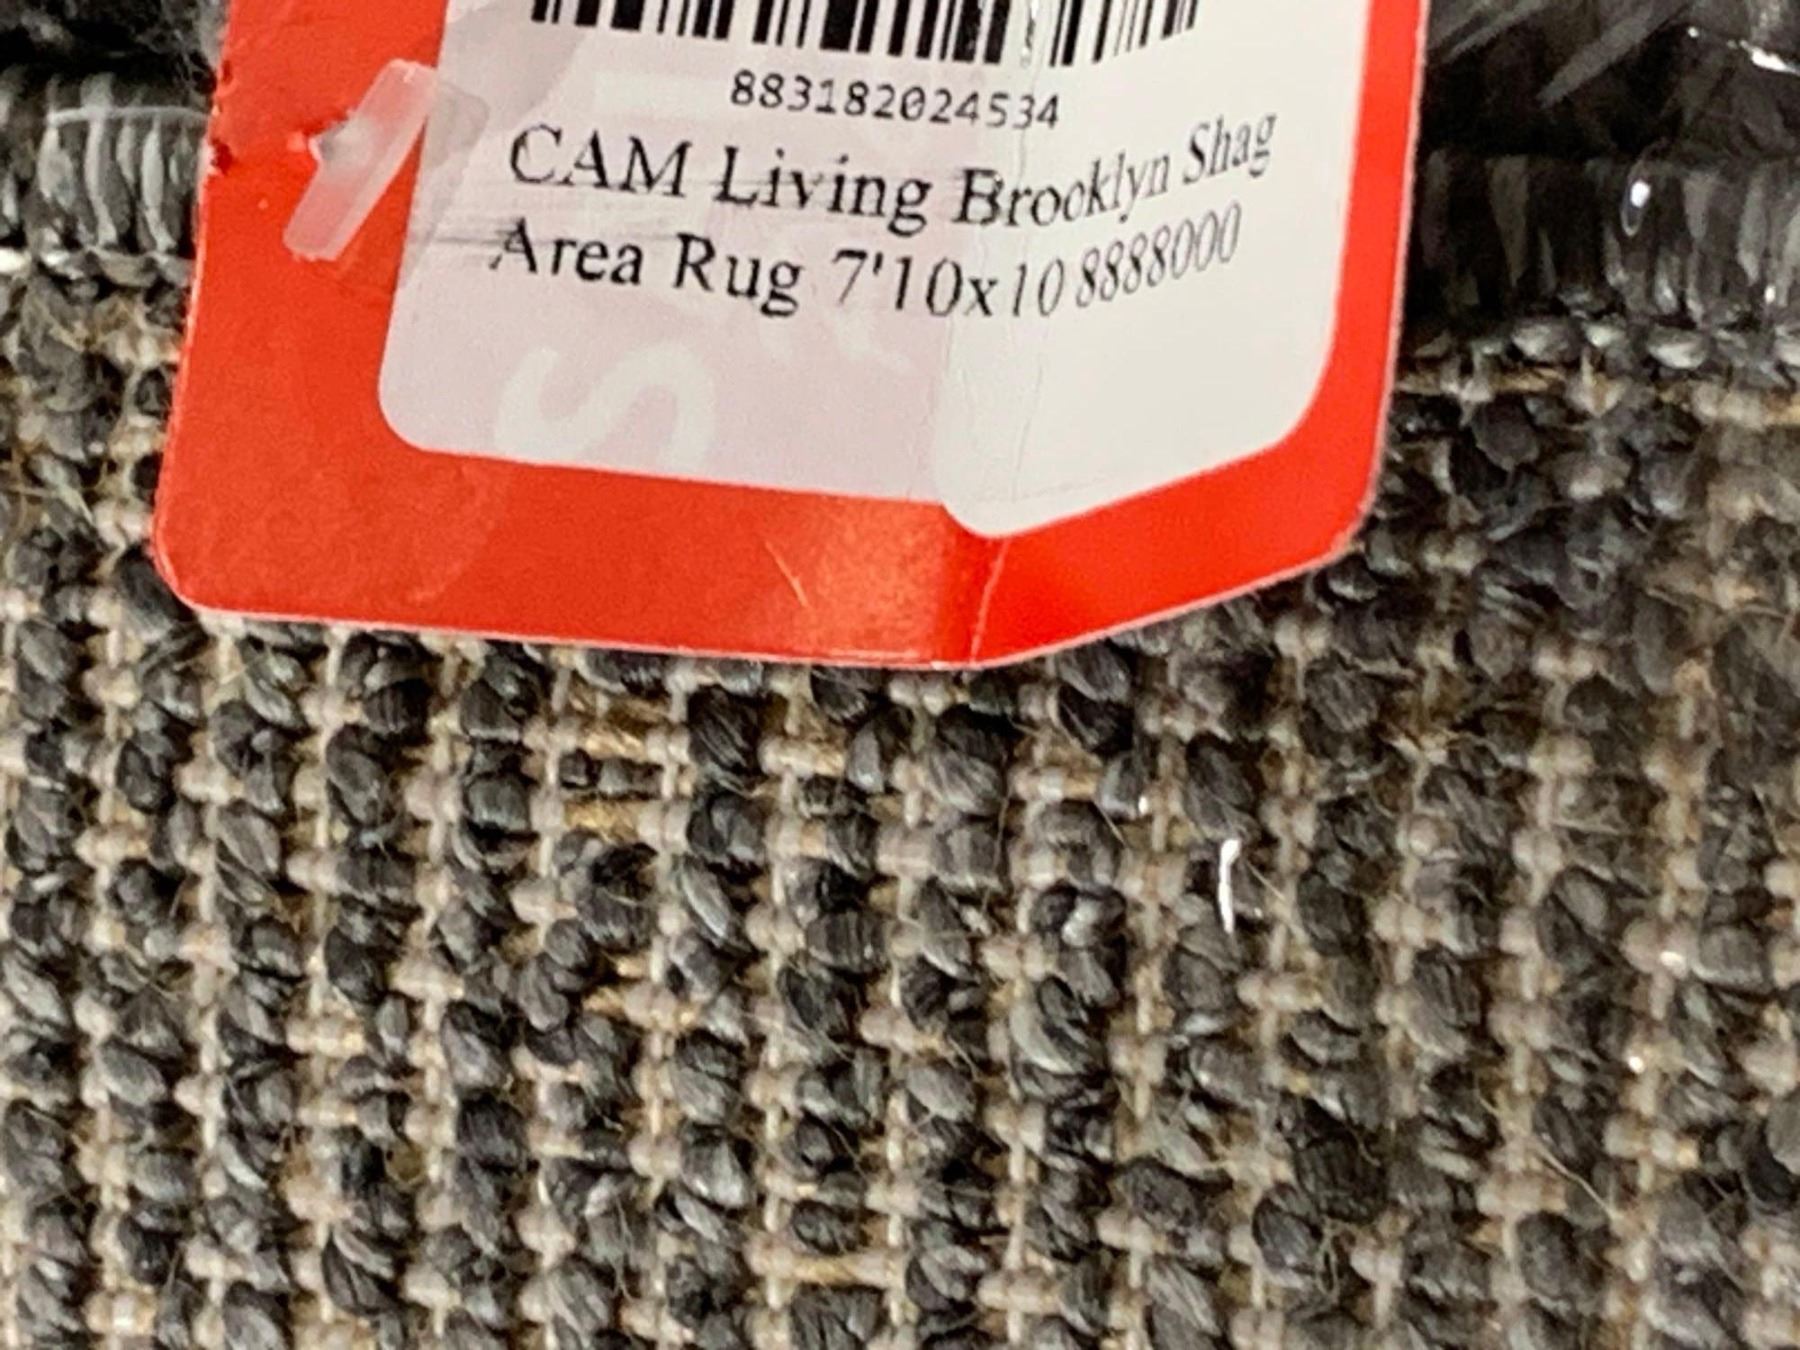 883182024534
CAM Living Brooklyn Shag
Area Rug 7'10x10 8888000